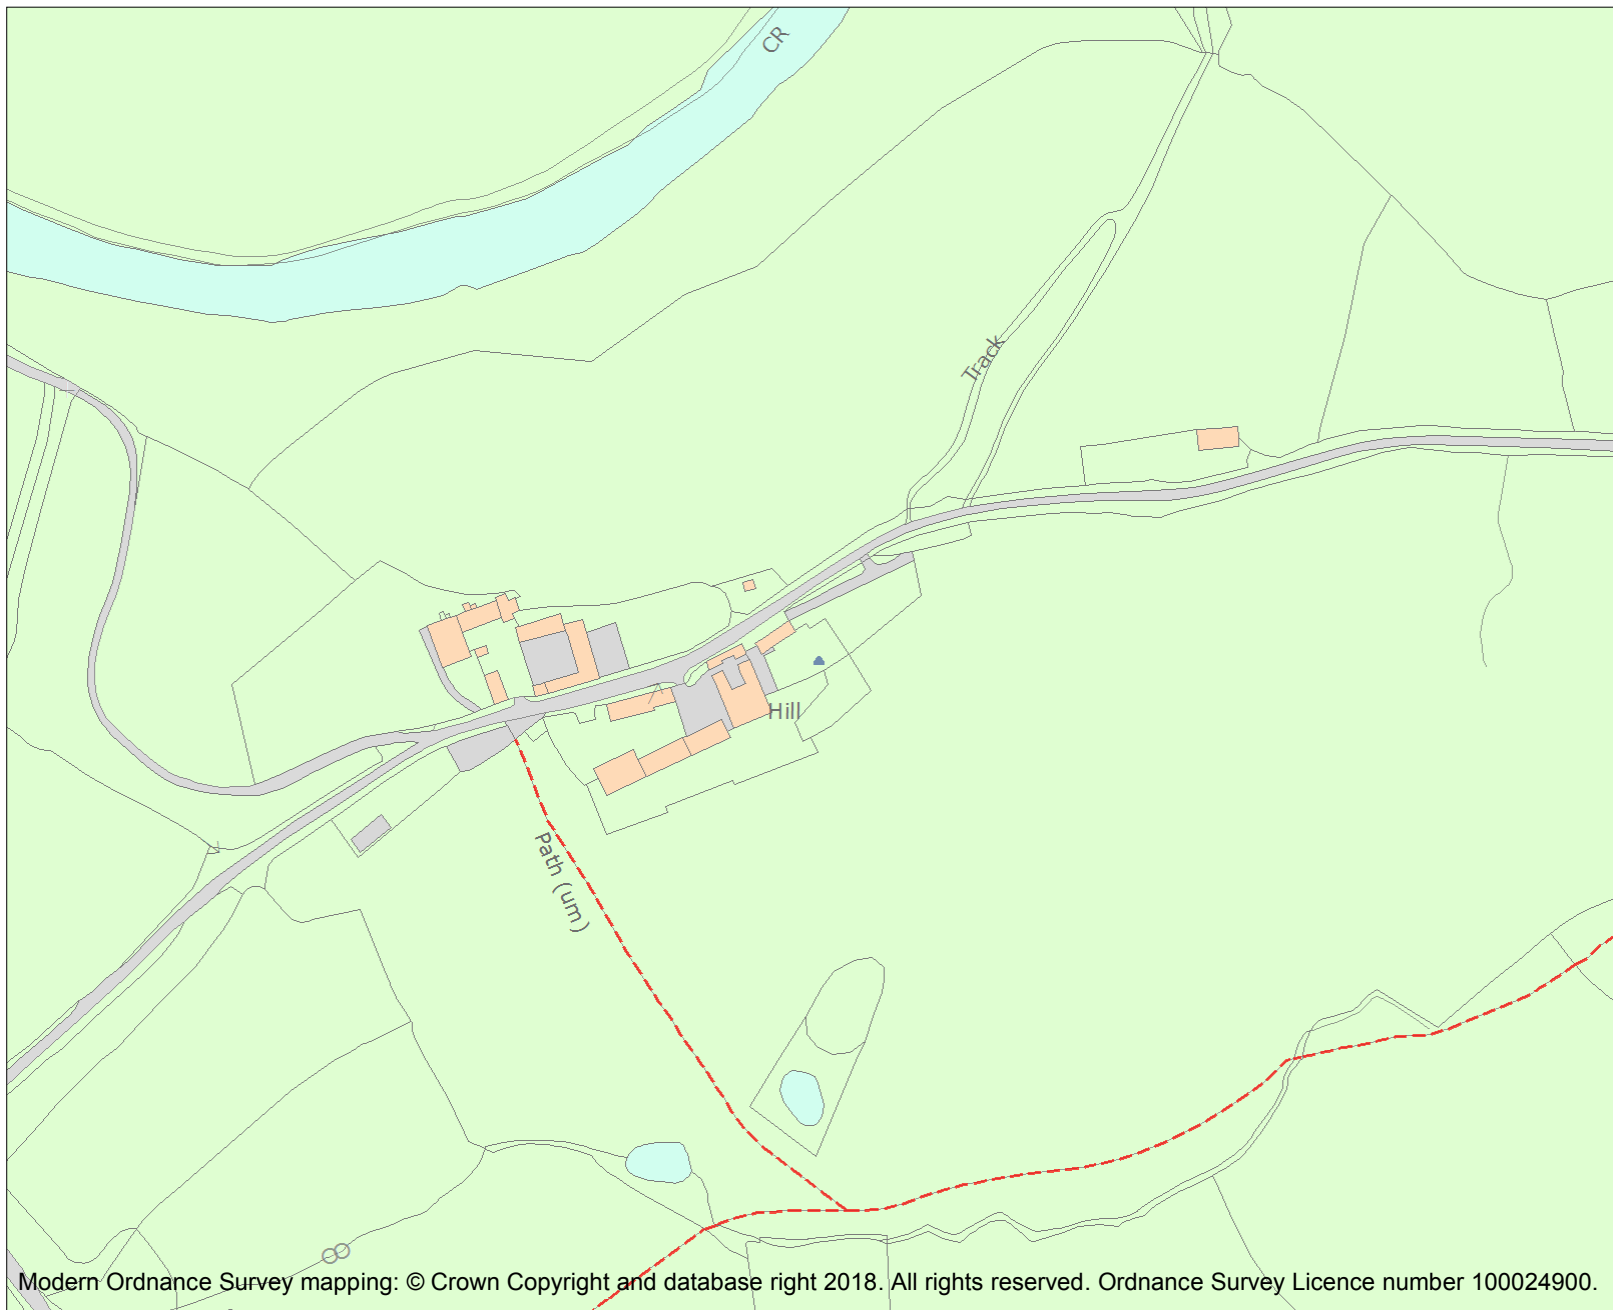 CR
Track
Hill
Path (um)
Modern Ordnance Survey mapping: © Crown Copyright and database right 2018. All rights reserved. Ordnance Survey Licence number 100024900.